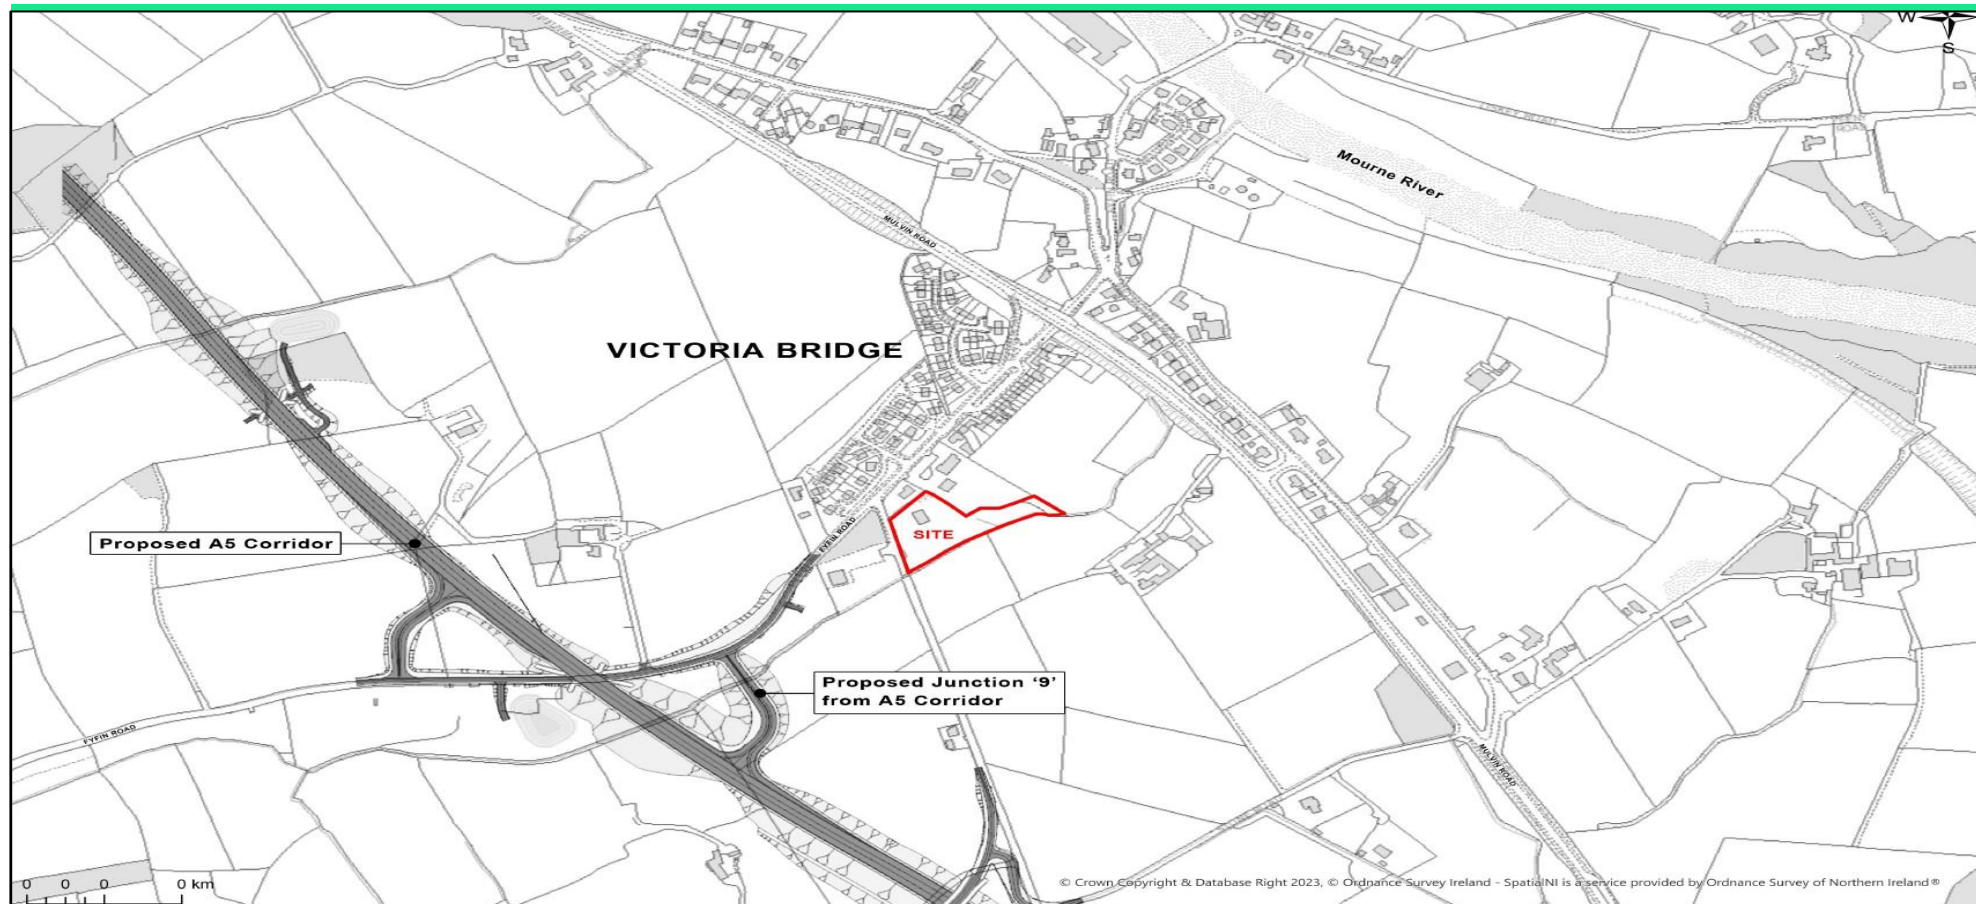 W
S
Mourne River
MULVIN ROAD
VICTORIA BRIDGE
SITE
FYFIN ROAD
Proposed A5 Corridor
Proposed Junction ‘9’
from A5 Corridor
FYFIN ROAD
MULVIN ROAD
0 0 0 0 km
© Crown Copyright & Database Right 2023, © Ordnance Survey Ireland - SpatialNI is a service provided by Ordnance Survey of Northern Ireland®